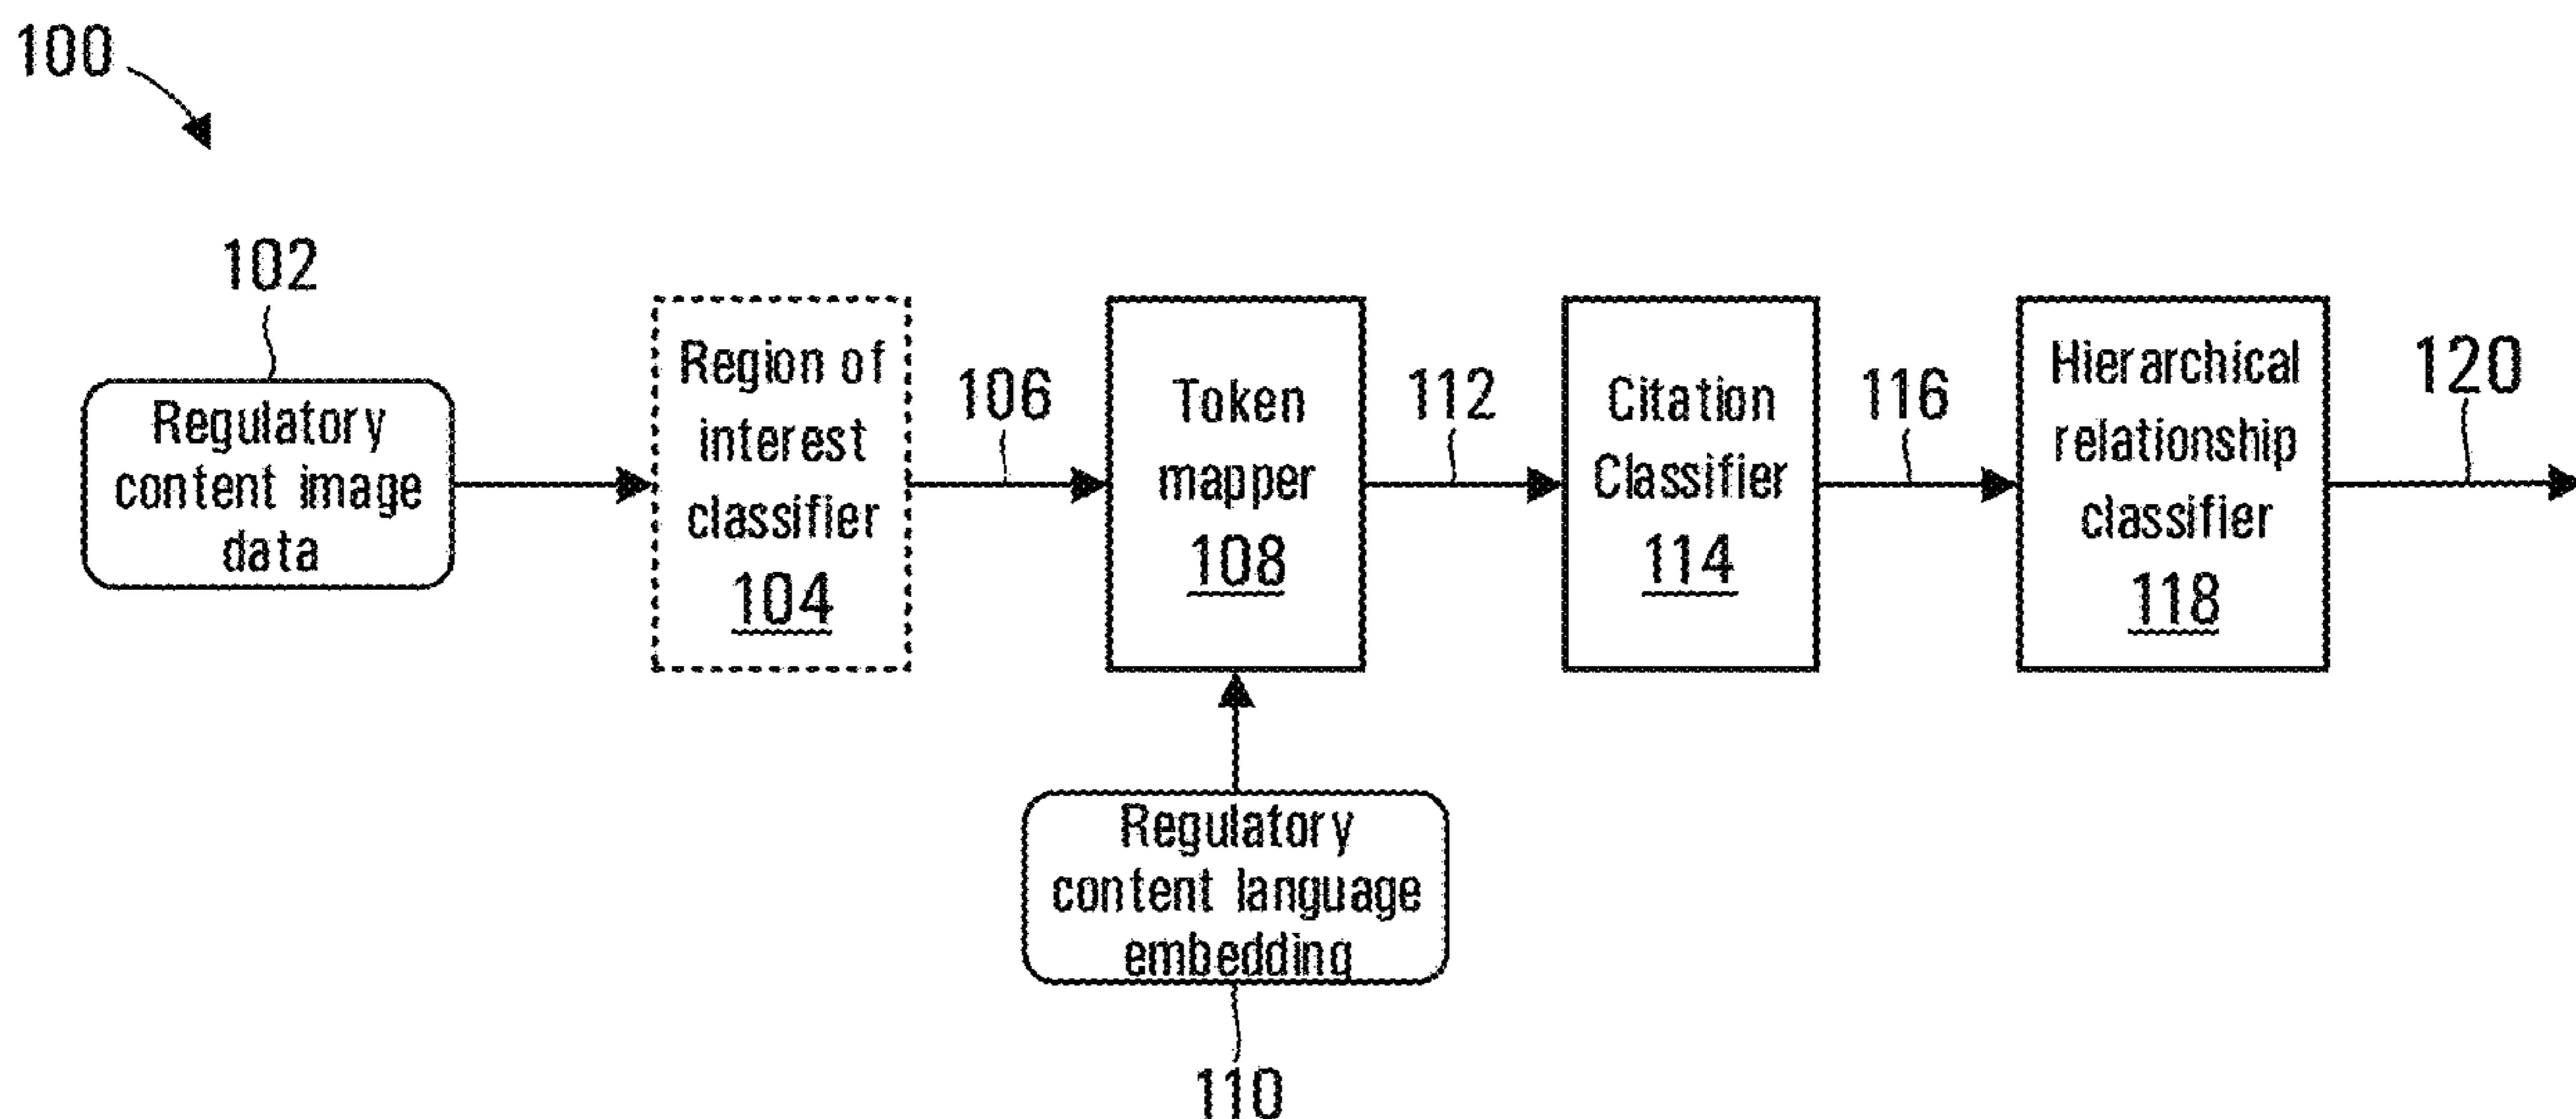 100
102
Regulatory
content image
data
Region of
interest
classifier
104
106
Token
mapper
108
112
Citation
Classifier
114
116
Hierarchical
relationship
classifier
118
120
Regulatory
content language
embedding
110